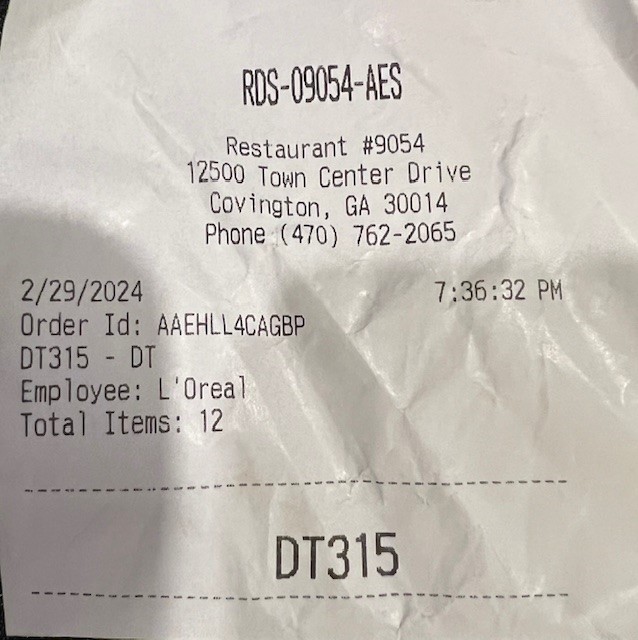 RDS-09054-AES
Restaurant #9054
12500 Town Center Drive
Covington, GA 30014
Phone (470) 762-2065
2/29/2024 7:36:32 PM
Order Id: AAEHLL4CAGBP
DT315 - DT
Employee: L'Oreal
Total Items: 12
DT315